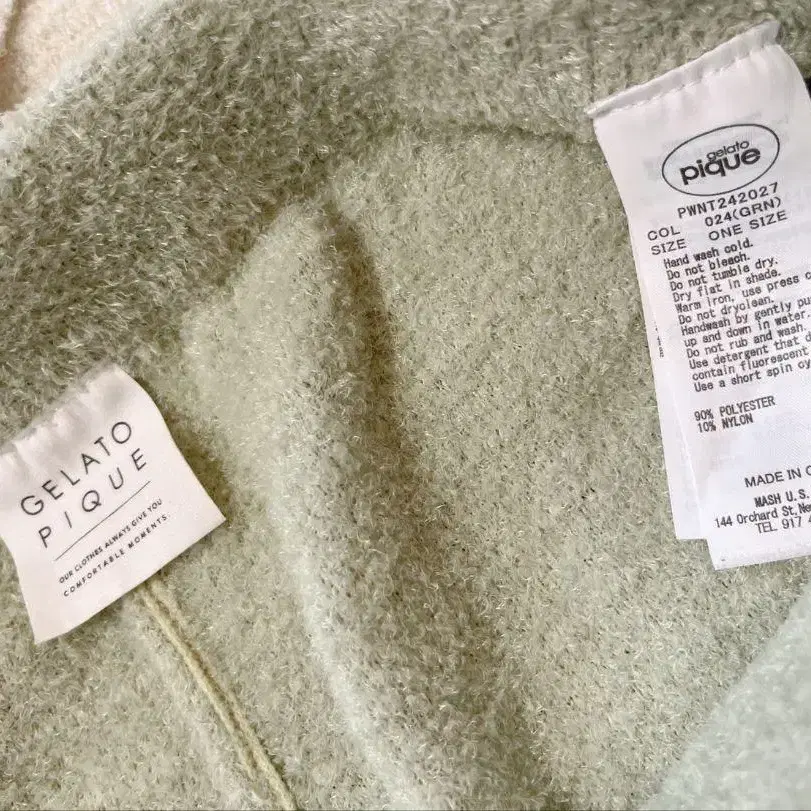 GELATO
PIQUE
OUR CLOTHES ALWAYS GIVE YOU
COMFORTABLE MOMENTS.
gelato
pique
PWNT242027
COL 024(GRN)
SIZE ONE SIZE
Hand wash cold.
Do not bleach.
Do not tumble dry.
Dry flat in shade.
Warm iron, use press
Do not dryclean.
Handwash by gently
up and down in water.
Do not rub and wash.
Use detergent that
contain fluorescent
Use a short spin
90% POLYESTER
10% NYLON
MADE IN
MASH U.S.
144 Orchard St,
TEL 917